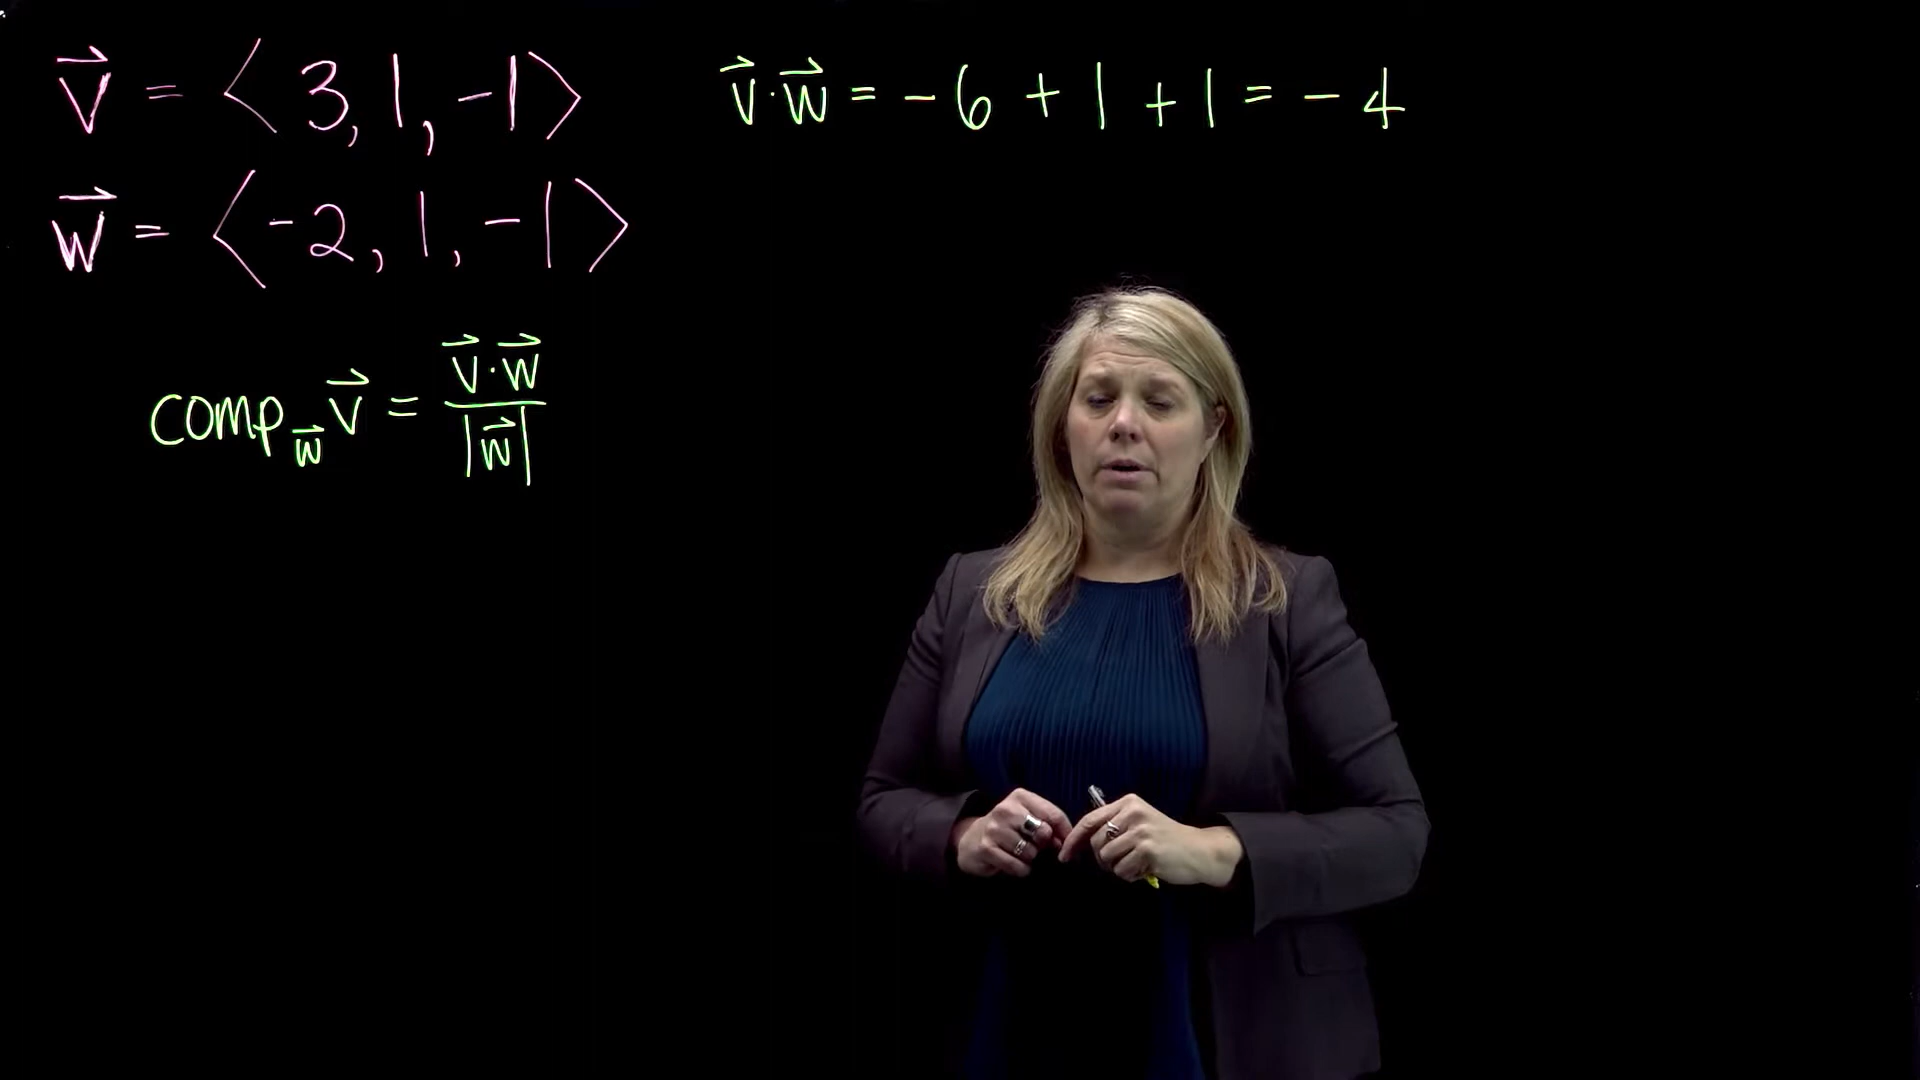 v⃗ = ⟨3, 1, -1⟩
w⃗ = ⟨-2, 1, -1⟩
comp_w⃗ v⃗ = v⃗·w⃗ / |w⃗|
v⃗·w⃗ = -6 + 1 + 1 = -4